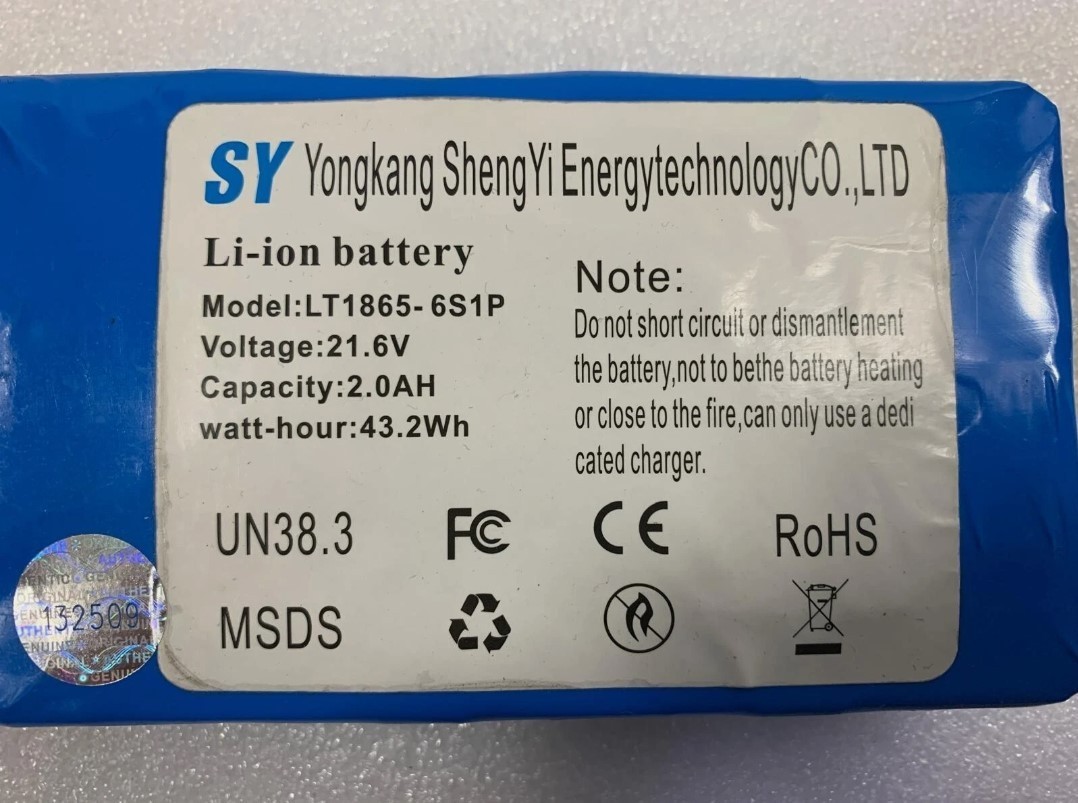 SY Yongkang ShengYi EnergytechnologyCO.,LTD
Li-ion battery
Model:LT1865- 6S1P
Voltage:21.6V
Capacity:2.0AH
watt-hour:43.2Wh
Note:
Do not short circuit or dismantlement
the battery,not to bethe battery heating
or close to the fire,can only use a dedi
cated charger.
UN38.3 FC CE RoHS
MSDS
132509